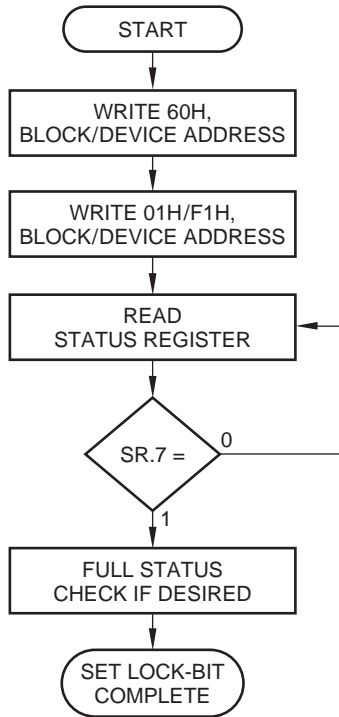 START
WRITE 60H,
BLOCK/DEVICE ADDRESS
WRITE 01H/F1H,
BLOCK/DEVICE ADDRESS
READ
STATUS REGISTER
SR.7 =
0
1
FULL STATUS
CHECK IF DESIRED
SET LOCK-BIT
COMPLETE